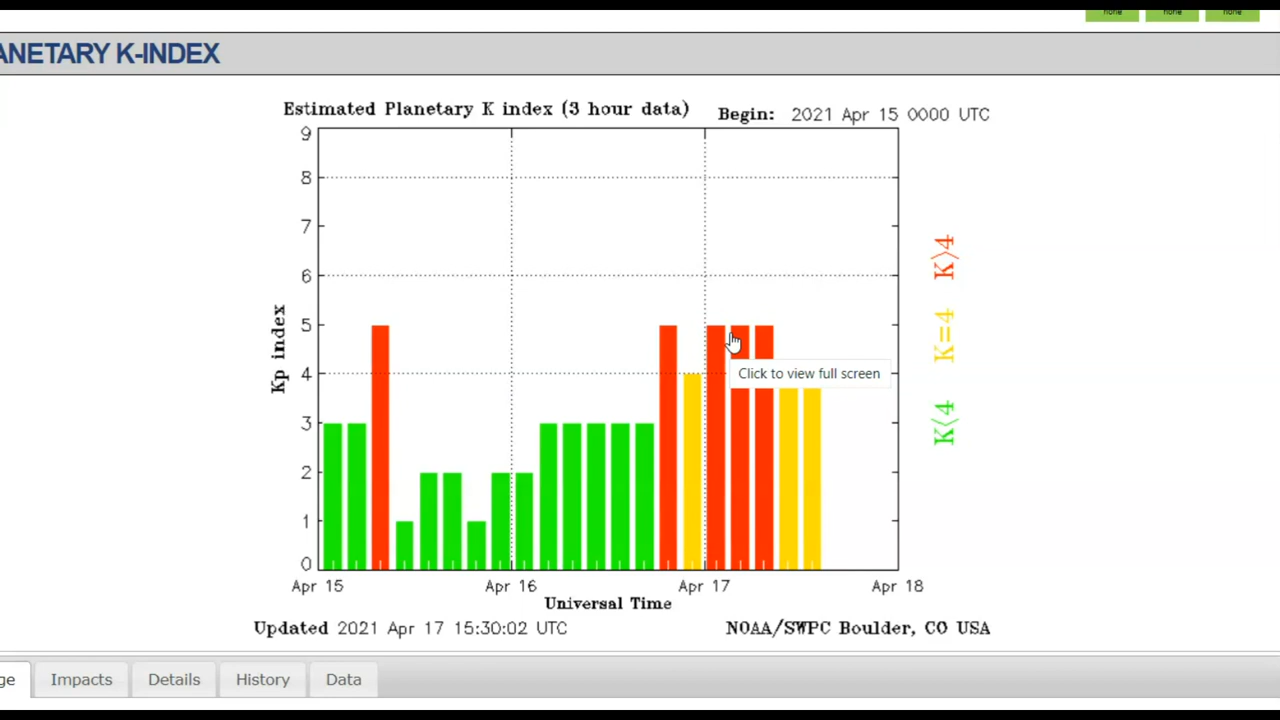 none none none
ANETARY K-INDEX
Estimated Planetary K index (3 hour data)
Begin: 2021 Apr 15 0000 UTC
9
8
7
6
5
4
3
2
1
0
Kp index
K>4
K=4
K<4
Click to view full screen
Apr 15 Apr 16 Apr 17 Apr 18
Universal Time
Updated 2021 Apr 17 15:30:02 UTC
NOAA/SWPC Boulder, CO USA
ge Impacts Details History Data